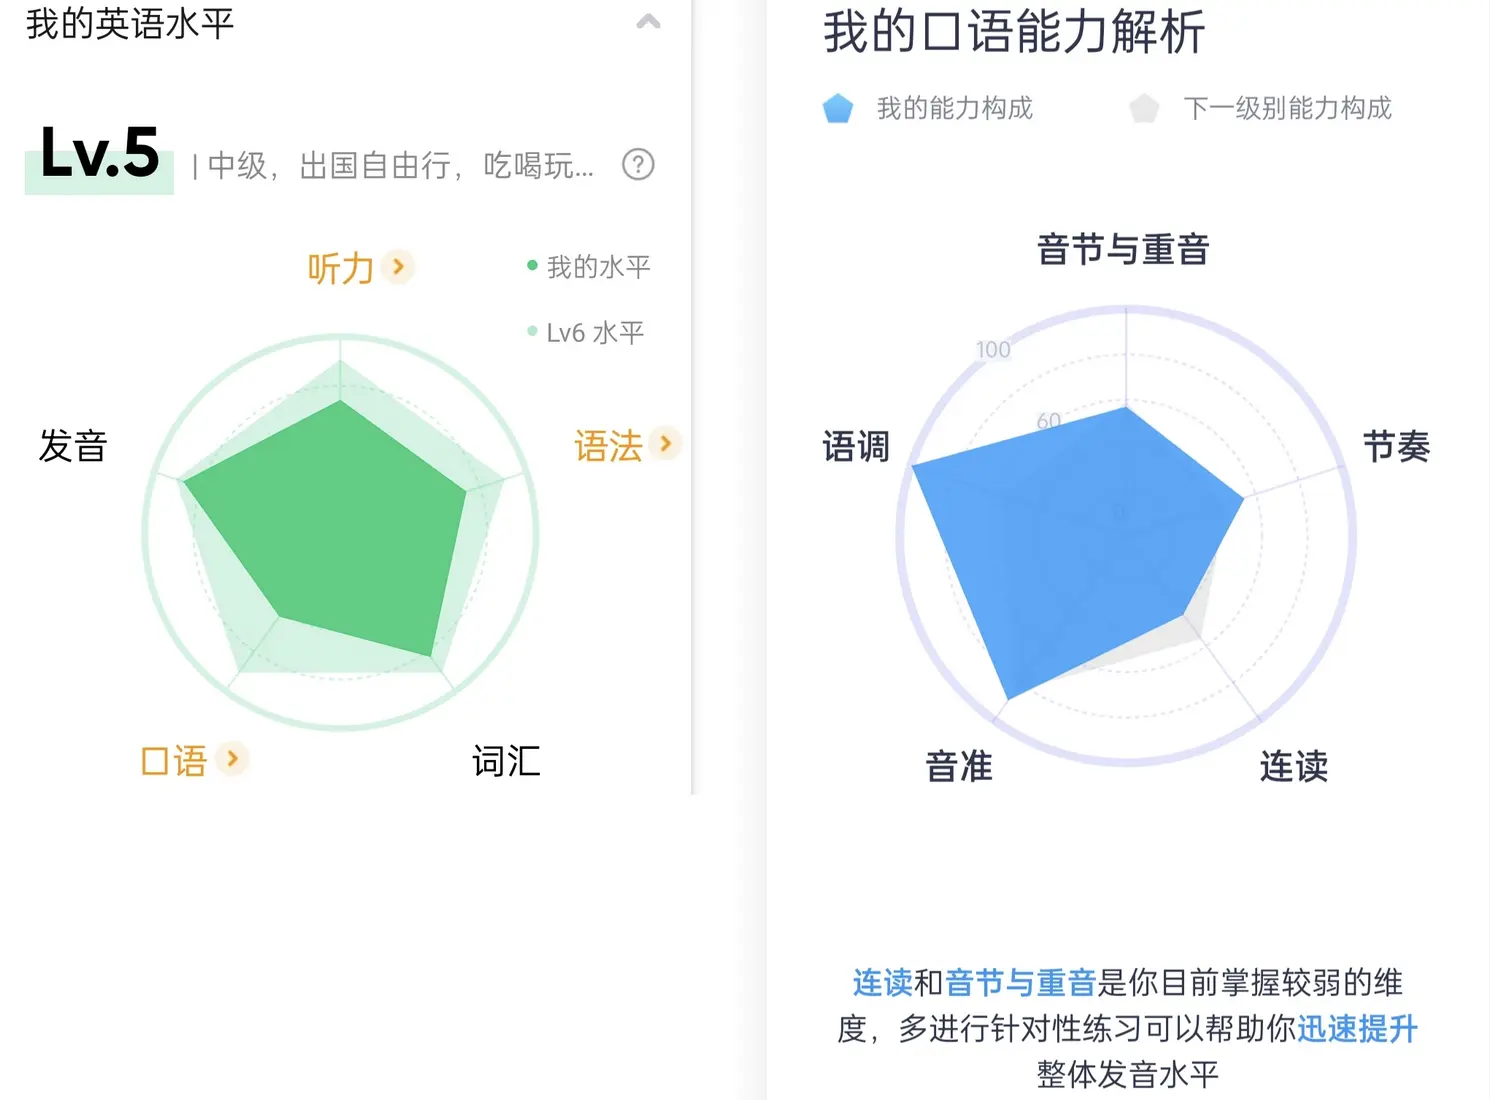 我的英语水平
Lv.5 | 中级，出国自由行，吃喝玩... ?
听力
我的水平
Lv6 水平
发音
语法
口语
词汇
我的口语能力解析
我的能力构成
下一级别能力构成
音节与重音
100
60
0
语调
节奏
音准
连读
连读和音节与重音是你目前掌握较弱的维
度，多进行针对性练习可以帮助你迅速提升
整体发音水平